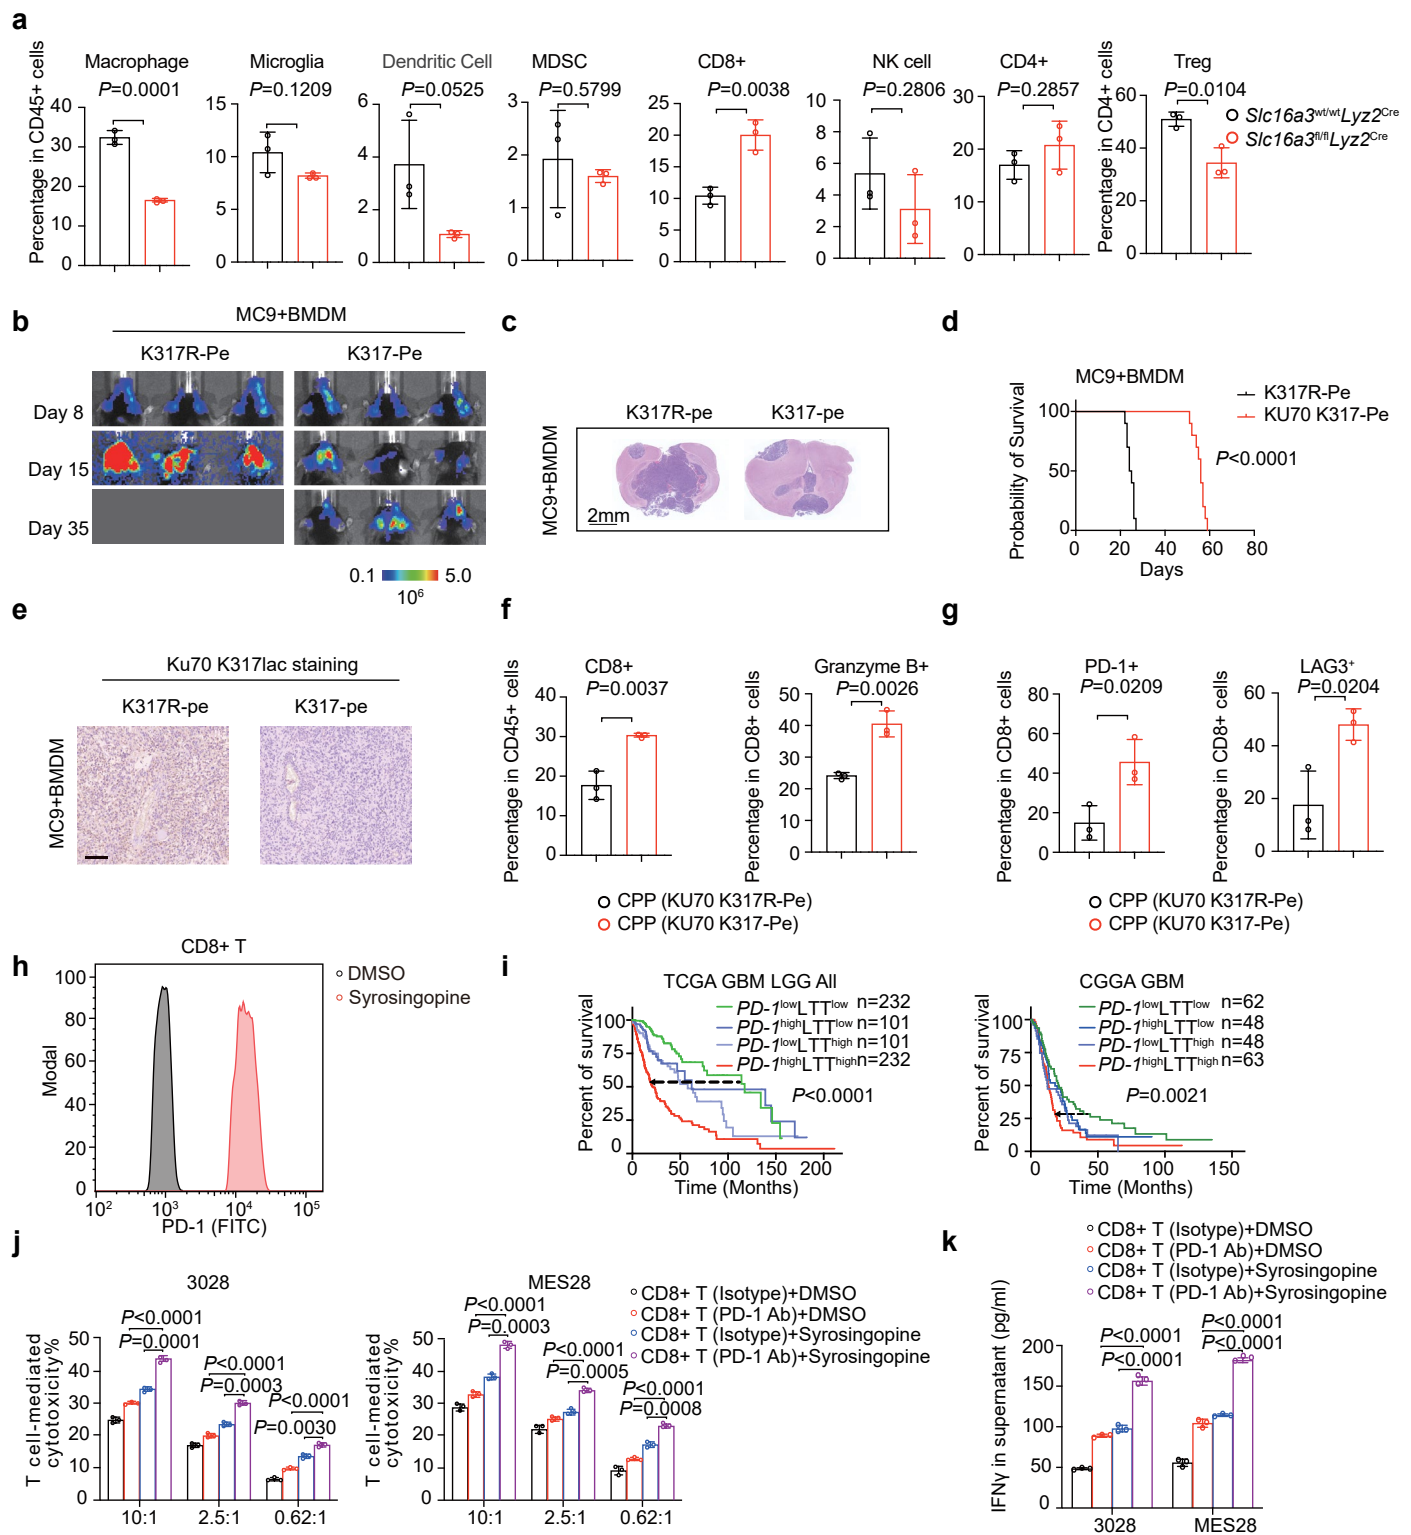 a
Macrophage
P=0.0001
Microglia
P=0.1209
Dendritic Cell
P=0.0525
MDSC
P=0.5799
CD8+
P=0.0038
NK cell
P=0.2806
CD4+
P=0.2857
Treg
P=0.0104
Percentage in CD45+ cells
40
30
20
10
0
15
10
5
0
6
4
2
0
3
2
1
0
25
20
15
10
5
0
10
8
6
4
2
0
30
20
10
0
Percentage in CD4+ cells
60
40
20
0
Slc16a3wt/wtLyz2Cre
Slc16a3fl/flLyz2Cre
b
MC9+BMDM
K317R-Pe
K317-Pe
Day 8
Day 15
Day 35
0.1
5.0
10⁶
c
K317R-pe
K317-pe
MC9+BMDM
2mm
d
MC9+BMDM
K317R-Pe
KU70 K317-Pe
P<0.0001
Probability of Survival
100
50
0
0 20 40 60 80
Days
e
Ku70 K317lac staining
K317R-pe
K317-pe
MC9+BMDM
f
CD8+
P=0.0037
Percentage in CD45+ cells
40
30
20
10
0
Granzyme B+
P=0.0026
Percentage in CD8+ cells
50
40
30
20
10
0
CPP (KU70 K317R-Pe)
CPP (KU70 K317-Pe)
g
PD-1+
P=0.0209
Percentage in CD8+ cells
80
60
40
20
0
LAG3⁺
P=0.0204
Percentage in CD8+ cells
60
40
20
0
CPP (KU70 K317R-Pe)
CPP (KU70 K317-Pe)
h
CD8+ T
DMSO
Syrosingopine
Modal
100
80
60
40
20
0
10² 10³ 10⁴ 10⁵
PD-1 (FITC)
i
TCGA GBM LGG All
PD-1lowLTTlow n=232
PD-1highLTTlow n=101
PD-1lowLTThigh n=101
PD-1highLTThigh n=232
P<0.0001
Percent of survival
100
75
50
25
0
0 50 100 150 200
Time (Months)
CGGA GBM
PD-1lowLTTlow n=62
PD-1highLTTlow n=48
PD-1lowLTThigh n=48
PD-1highLTThigh n=63
P=0.0021
Percent of survival
100
75
50
25
0
0 50 100 150
Time (Months)
j
3028
P<0.0001
P=0.0001
P<0.0001
P=0.0003
P<0.0001
P=0.0030
T cell-mediated
cytotoxicity%
50
40
30
20
10
0
10:1 2.5:1 0.62:1
MES28
P<0.0001
P=0.0003
P<0.0001
P=0.0005
P<0.0001
P=0.0008
T cell-mediated
cytotoxicity%
50
40
30
20
10
0
10:1 2.5:1 0.62:1
CD8+ T (Isotype)+DMSO
CD8+ T (PD-1 Ab)+DMSO
CD8+ T (Isotype)+Syrosingopine
CD8+ T (PD-1 Ab)+Syrosingopine
k
CD8+ T (Isotype)+DMSO
CD8+ T (PD-1 Ab)+DMSO
CD8+ T (Isotype)+Syrosingopine
CD8+ T (PD-1 Ab)+Syrosingopine
P<0.0001
P<0.0001
P<0.0001
P<0.0001
IFNγ in supernatant (pg/ml)
200
150
100
50
0
3028 MES28